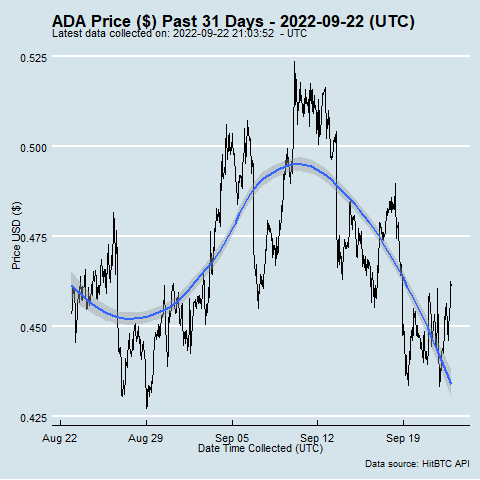 ADA Price ($) Past 31 Days - 2022-09-22 (UTC)
Latest data collected on: 2022-09-22 21:03:52 - UTC
0.525
0.500
0.475
0.450
0.425
Price USD ($)
Aug 22 Aug 29 Sep 05 Sep 12 Sep 19
Date Time Collected (UTC)
Data source: HitBTC API